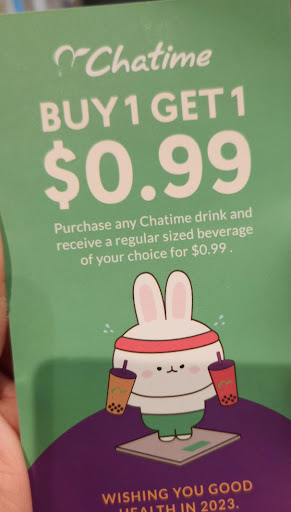 Chatime
BUY 1 GET 1
$0.99
Purchase any Chatime drink and
receive a regular sized beverage
of your choice for $0.99 .
WISHING YOU GOOD
HEALTH IN 2023.